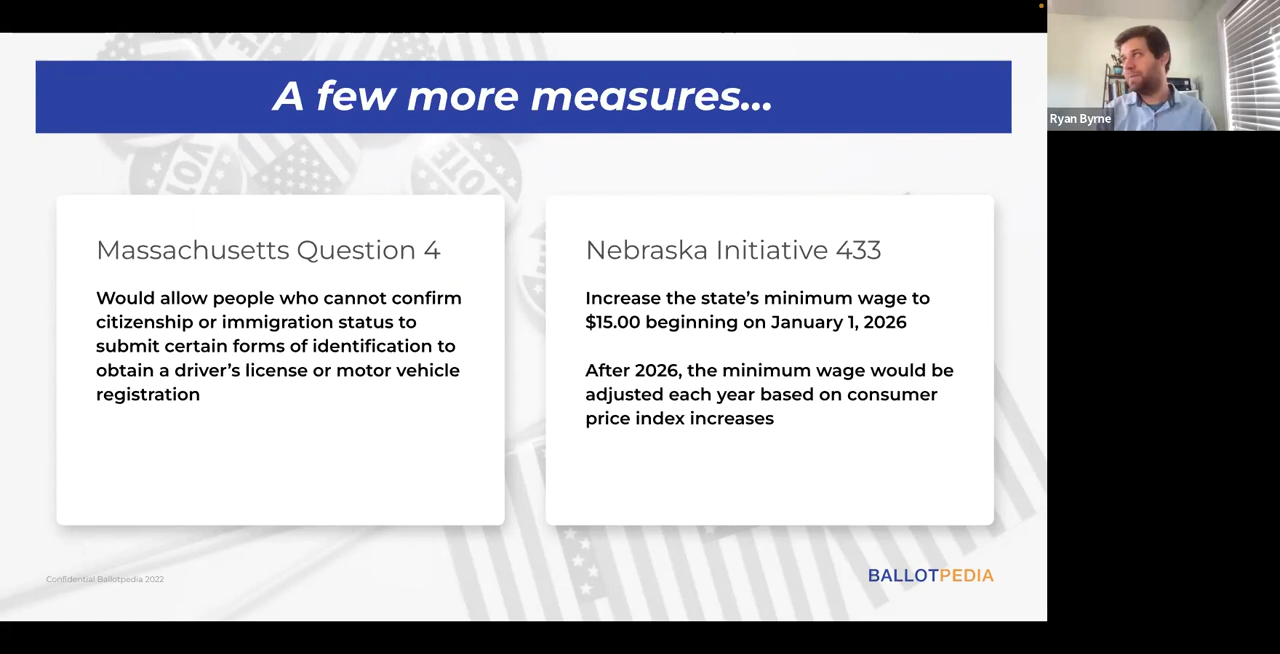 A few more measures...
Ryan Byrne
Massachusetts Question 4
Would allow people who cannot confirm
citizenship or immigration status to
submit certain forms of identification to
obtain a driver’s license or motor vehicle
registration
Nebraska Initiative 433
Increase the state’s minimum wage to
$15.00 beginning on January 1, 2026
After 2026, the minimum wage would be
adjusted each year based on consumer
price index increases
Confidential Ballotpedia 2022
BALLOTPEDIA
VOTE
VOTE